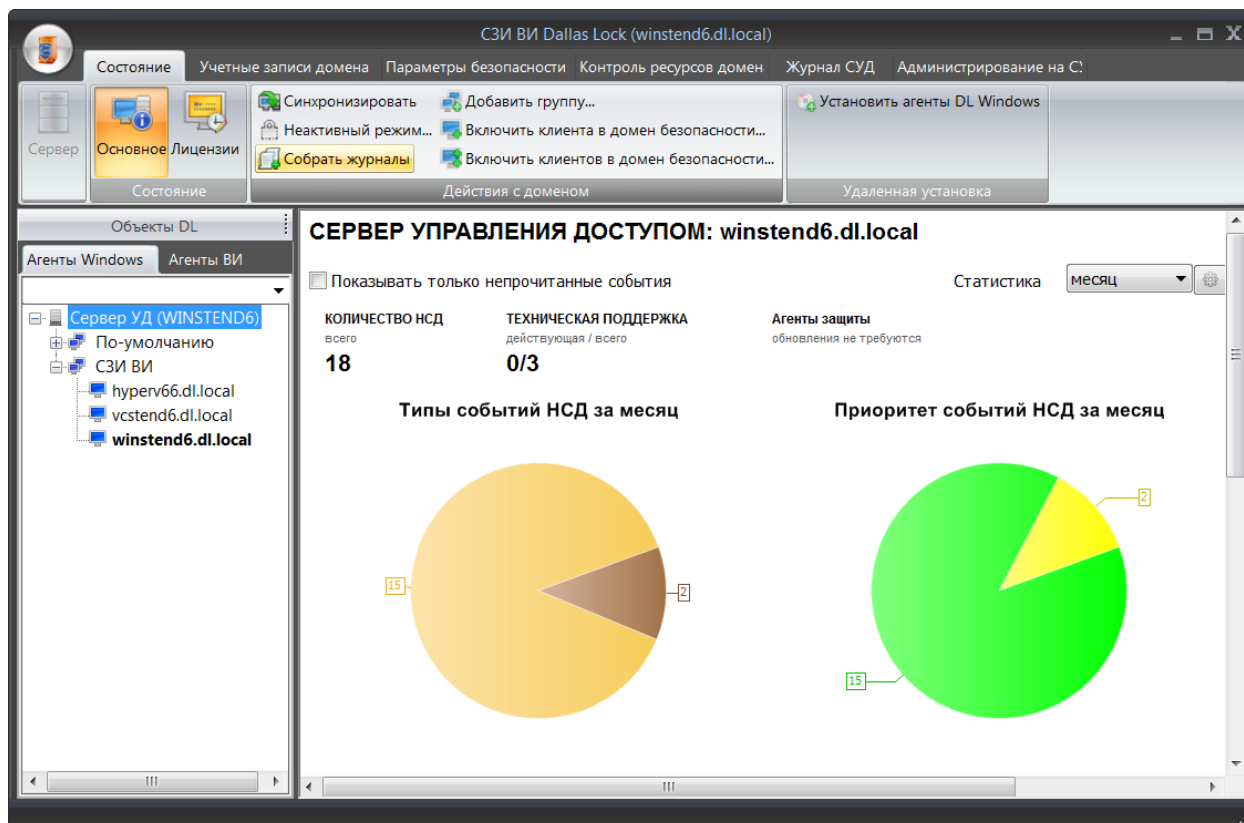 СЗИ ВИ Dallas Lock (winstend6.dl.local)
Состояние Учетные записи домена Параметры безопасности Контроль ресурсов домен Журнал СУД Администрирование на С
Сервер
Основное
Лицензии
Состояние
Синхронизировать
Неактивный режим...
Собрать журналы
Добавить группу...
Включить клиента в домен безопасности...
Включить клиентов в домен безопасности...
Действия с доменом
Установить агенты DL Windows
Удаленная установка
Объекты DL
Агенты Windows Агенты ВИ
Сервер УД (WINSTEND6)
По-умолчанию
СЗИ ВИ
hyperv66.dl.local
vcstend6.dl.local
winstend6.dl.local
СЕРВЕР УПРАВЛЕНИЯ ДОСТУПОМ: winstend6.dl.local
Показывать только непрочитанные события
Статистика месяц
КОЛИЧЕСТВО НСД
всего
18
ТЕХНИЧЕСКАЯ ПОДДЕРЖКА
действующая / всего
0/3
Агенты защиты
обновления не требуются
Типы событий НСД за месяц
15
2
Приоритет событий НСД за месяц
2
15